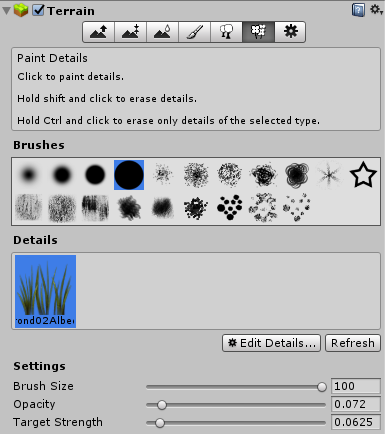 Terrain
Paint Details
Click to paint details.
Hold shift and click to erase details.
Hold Ctrl and click to erase only details of the selected type.
Brushes
Details
rond02Albe
Edit Details...
Refresh
Settings
Brush Size 100
Opacity 0.072
Target Strength 0.0625